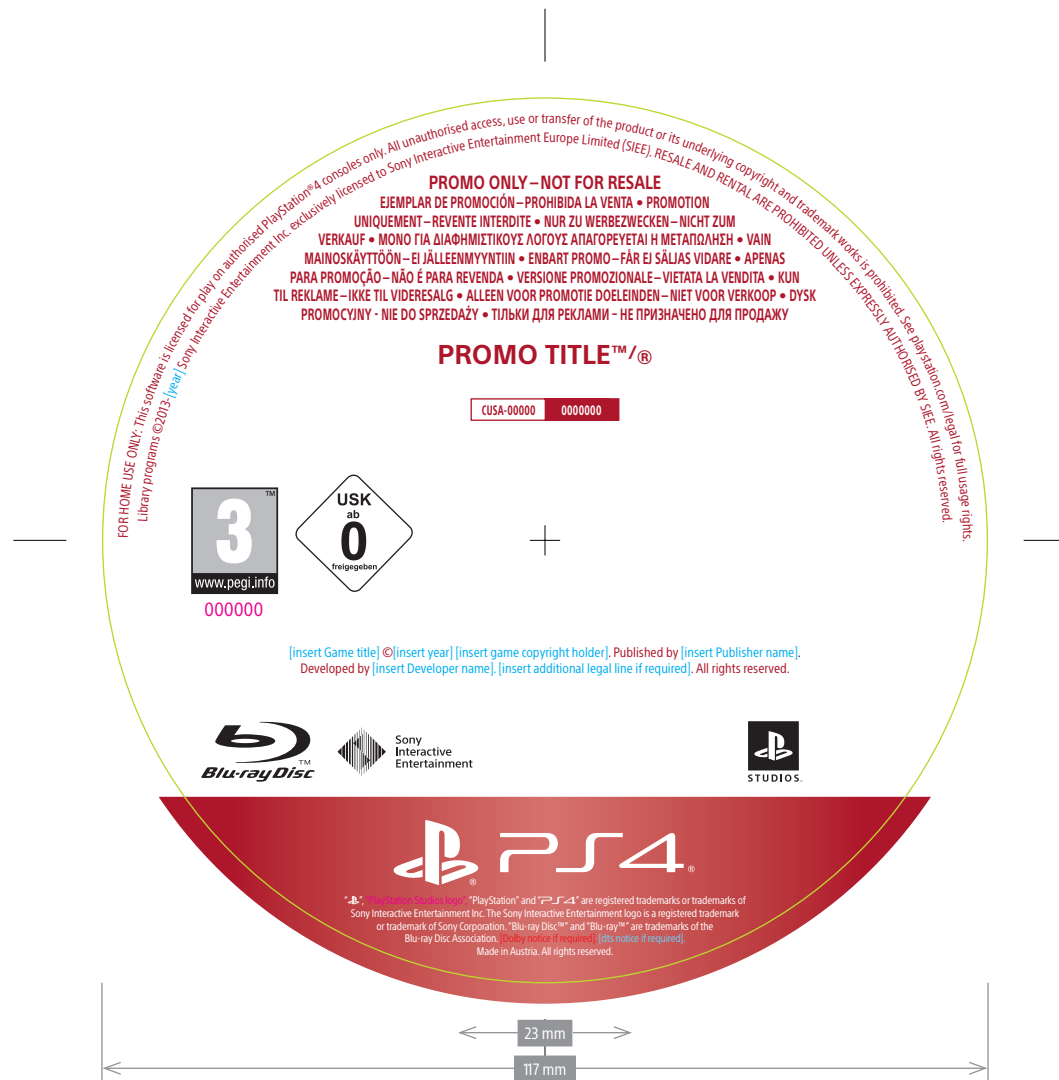 FOR HOME USE ONLY: This software is licensed for play on authorised PlayStation®4 consoles only. All unauthorised access, use or transfer of the product or its underlying copyright and trademark works is prohibited. See playstation.com/legal for full usage rights.
Library programs ©2013-[year] Sony Interactive Entertainment Inc. exclusively licensed to Sony Interactive Entertainment Europe Limited (SIEE). RESALE AND RENTAL ARE PROHIBITED UNLESS EXPRESSLY AUTHORISED BY SIEE. All rights reserved.
PROMO ONLY – NOT FOR RESALE
EJEMPLAR DE PROMOCIÓN – PROHIBIDA LA VENTA • PROMOTION
UNIQUEMENT – REVENTE INTERDITE • NUR ZU WERBEZWECKEN – NICHT ZUM
VERKAUF • ΜΟΝΟ ΓΙΑ ΔΙΑΦΗΜΙΣΤΙΚΟΥΣ ΛΟΓΟΥΣ ΑΠΑΓΟΡΕΥΕΤΑΙ Η ΜΕΤΑΠΩΛΗΣΗ • VAIN
MAINOSKÄYTTÖÖN – EI JÄLLEENMYYNTIIN • ENBART PROMO – FÅR EJ SÄLJAS VIDARE • APENAS
PARA PROMOÇÃO – NÃO É PARA REVENDA • VERSIONE PROMOZIONALE – VIETATA LA VENDITA • KUN
TIL REKLAME – IKKE TIL VIDERESALG • ALLEEN VOOR PROMOTIE DOELEINDEN – NIET VOOR VERKOOP • DYSK
PROMOCYJNY - NIE DO SPRZEDAŻY • ТІЛЬКИ ДЛЯ РЕКЛАМИ – НЕ ПРИЗНАЧЕНО ДЛЯ ПРОДАЖУ
PROMO TITLE™/®
CUSA-00000 0000000
3™
www.pegi.info
000000
USK
ab
0
freigegeben
[insert Game title] ©[insert year] [insert game copyright holder]. Published by [insert Publisher name].
Developed by [insert Developer name]. [insert additional legal line if required]. All rights reserved.
Blu-ray Disc™
Sony
Interactive
Entertainment
STUDIOS.
PS4®
"", "PlayStation Studios logo". "PlayStation" and "PS4" are registered trademarks or trademarks of
Sony Interactive Entertainment Inc. The Sony Interactive Entertainment logo is a registered trademark
or trademark of Sony Corporation. "Blu-ray Disc™" and "Blu-ray™" are trademarks of the
Blu-ray Disc Association. [Dolby notice if required]. [dts notice if required].
Made in Austria. All rights reserved.
23 mm
117 mm